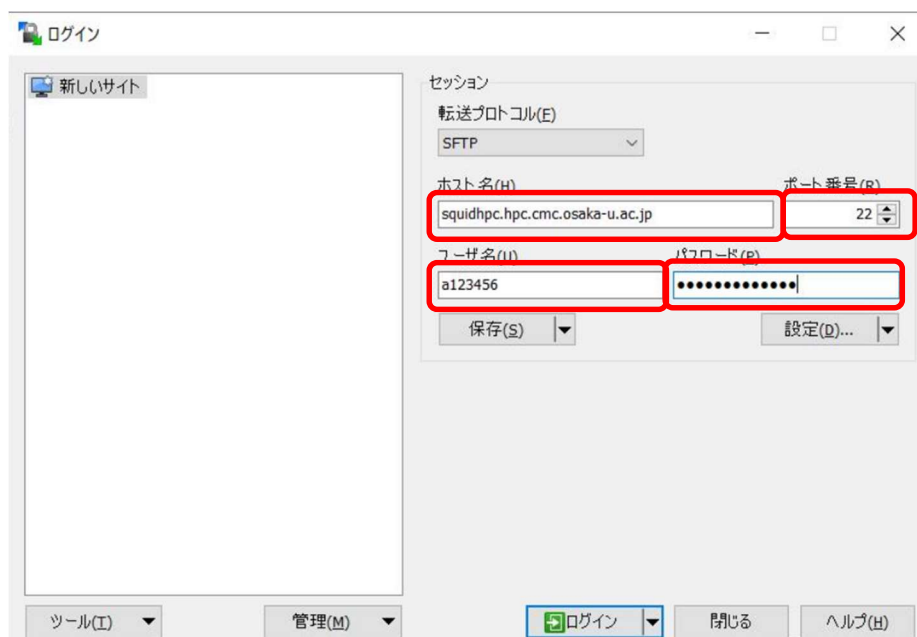 ログイン
新しいサイト
セッション
転送プロトコル(F)
SFTP
ホスト名(H)
ポート番号(R)
squidhpc.hpc.cmc.osaka-u.ac.jp
22
ユーザ名(U)
パスワード(P)
a123456
●●●●●●●●●●●●●
保存(S)
設定(D)...
ツール(T)
管理(M)
ログイン
閉じる
ヘルプ(H)